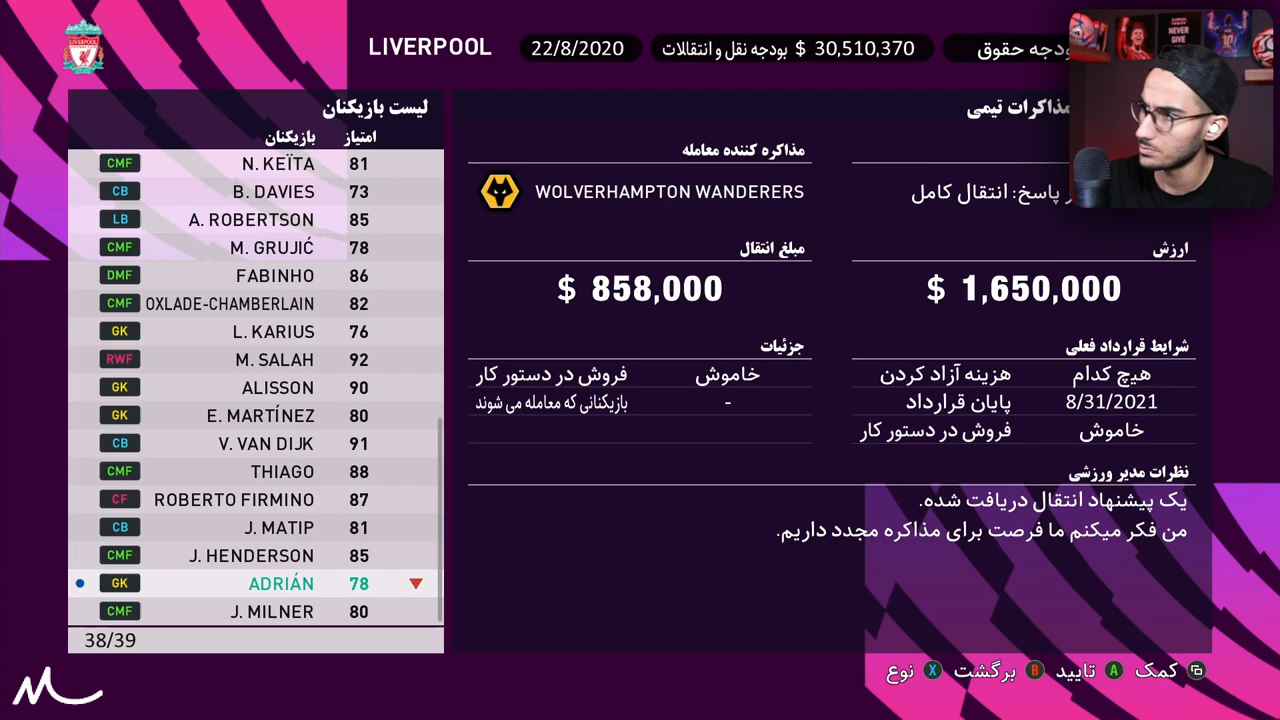 LIVERPOOL
22/8/2020
بودجه نقل و انتقالات $ 30,510,370
ودجه حقوق
LIVERPOOL
NEVER
GIVE
10
لیست بازیکنان
بازیکنان امتیاز
CMF N. KEÏTA 81
CB B. DAVIES 73
LB A. ROBERTSON 85
CMF M. GRUJIĆ 78
DMF FABINHO 86
CMF OXLADE-CHAMBERLAIN 82
GK L. KARIUS 76
RWF M. SALAH 92
GK ALISSON 90
GK E. MARTÍNEZ 80
CB V. VAN DIJK 91
CMF THIAGO 88
CF ROBERTO FIRMINO 87
CB J. MATIP 81
CMF J. HENDERSON 85
GK ADRIÁN 78
CMF J. MILNER 80
38/39
مذاکرات تیمی
مذاکره کننده معامله
WOLVERHAMPTON WANDERERS
ر پاسخ: انتقال کامل
ارزش
$ 1,650,000
مبلغ انتقال
$ 858,000
شرایط قرارداد فعلی
هزینه آزاد کردن هیچ کدام
پایان قرارداد 8/31/2021
فروش در دستور کار خاموش
جزئیات
فروش در دستور کار خاموش
بازیکنانی که معامله می شوند -
نظرات مدیر ورزشی
یک پیشنهاد انتقال دریافت شده.
من فکر میکنم ما فرصت برای مذاکره مجدد داریم.
کمک A تایید B برگشت X نوع